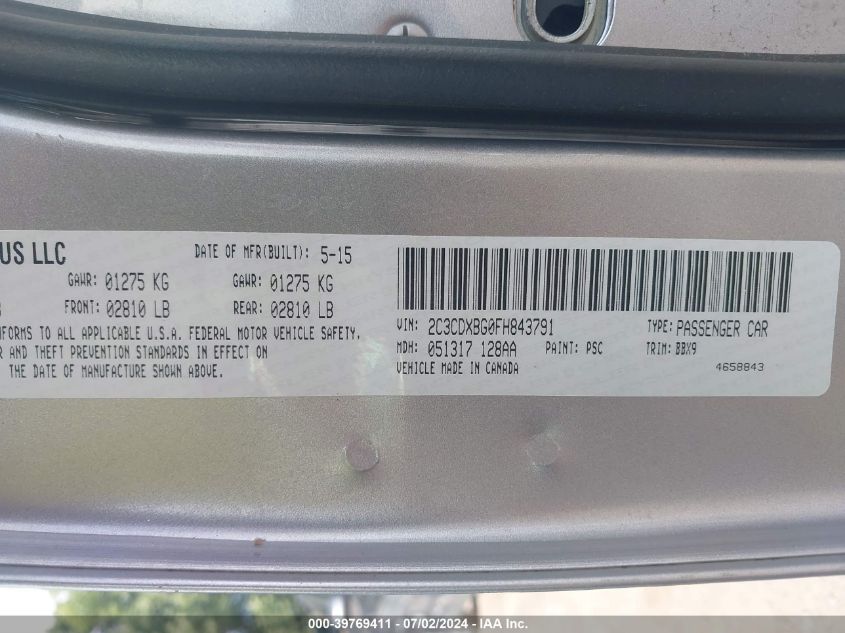 US LLC
DATE OF MFR(BUILT): 5-15
GAWR: 01275 KG GAWR: 01275 KG
FRONT: 02810 LB REAR: 02810 LB
TO ALL APPLICABLE U.S.A. FEDERAL MOTOR VEHICLE SAFETY,
AND THEFT PREVENTION STANDARDS IN EFFECT ON
THE DATE OF MANUFACTURE SHOWN ABOVE.
VIN: 2C3CDXBG0FH843791 TYPE: PASSENGER CAR
MDH: 051317 128AA PAINT: PSC TRIM: BBX9
VEHICLE MADE IN CANADA 4658843
000-39769411 - 07/02/2024 - IAA Inc.